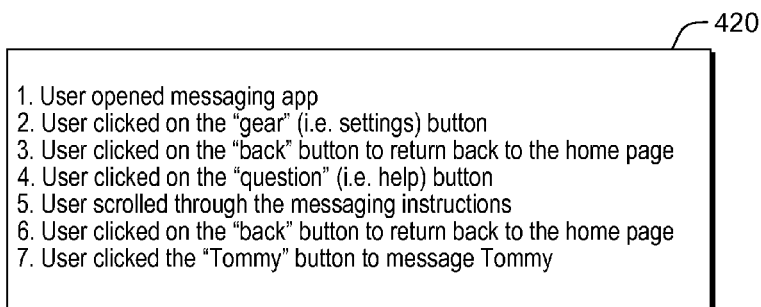 420
1. User opened messaging app
2. User clicked on the “gear” (i.e. settings) button
3. User clicked on the “back” button to return back to the home page
4. User clicked on the “question” (i.e. help) button
5. User scrolled through the messaging instructions
6. User clicked on the “back” button to return back to the home page
7. User clicked the “Tommy” button to message Tommy